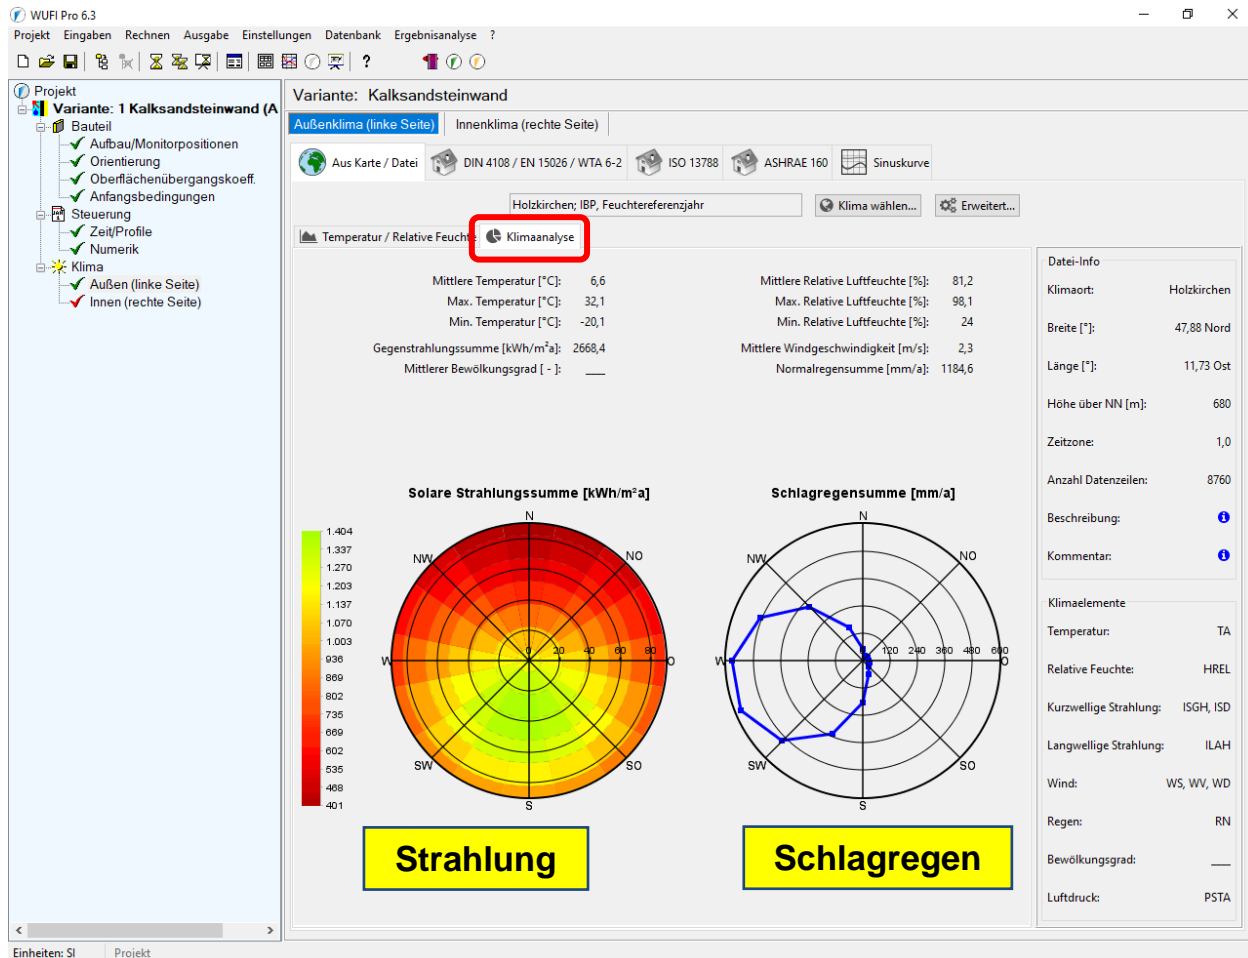 WUFI Pro 6.3
Projekt Eingaben Rechnen Ausgabe Einstellungen Datenbank Ergebnisanalyse ?
Projekt
Variante: 1 Kalksandsteinwand (A
Bauteil
Aufbau/Monitorpositionen
Orientierung
Oberflächenübergangskoeff.
Anfangsbedingungen
Steuerung
Zeit/Profile
Numerik
Klima
Außen (linke Seite)
Innen (rechte Seite)
Variante: Kalksandsteinwand
Außenklima (linke Seite) Innenklima (rechte Seite)
Aus Karte / Datei DIN 4108 / EN 15026 / WTA 6-2 ISO 13788 ASHRAE 160 Sinuskurve
Holzkirchen; IBP, Feuchtereferenzjahr Klima wählen... Erweitert...
Temperatur / Relative Feuchte Klimaanalyse
Mittlere Temperatur [°C]: 6,6
Max. Temperatur [°C]: 32,1
Min. Temperatur [°C]: -20,1
Gegenstrahlungssumme [kWh/m²a]: 2668,4
Mittlerer Bewölkungsgrad [ - ]: ___
Mittlere Relative Luftfeuchte [%]: 81,2
Max. Relative Luftfeuchte [%]: 98,1
Min. Relative Luftfeuchte [%]: 24
Mittlere Windgeschwindigkeit [m/s]: 2,3
Normalregensumme [mm/a]: 1184,6
Solare Strahlungssumme [kWh/m²a]
1.404
1.337
1.270
1.203
1.137
1.070
1.003
936
869
802
735
669
602
535
468
401
N
NW NO
W 0 20 40 60 80 O
SW SO
S
Strahlung
Schlagregensumme [mm/a]
N
NW NO
W 0 120 240 360 480 600 O
SW SO
S
Schlagregen
Datei-Info
Klimaort: Holzkirchen
Breite [°]: 47,88 Nord
Länge [°]: 11,73 Ost
Höhe über NN [m]: 680
Zeitzone: 1,0
Anzahl Datenzeilen: 8760
Beschreibung:
Kommentar:
Klimaelemente
Temperatur: TA
Relative Feuchte: HREL
Kurzwellige Strahlung: ISGH, ISD
Langwellige Strahlung: ILAH
Wind: WS, WV, WD
Regen: RN
Bewölkungsgrad: ___
Luftdruck: PSTA
Einheiten: SI Projekt